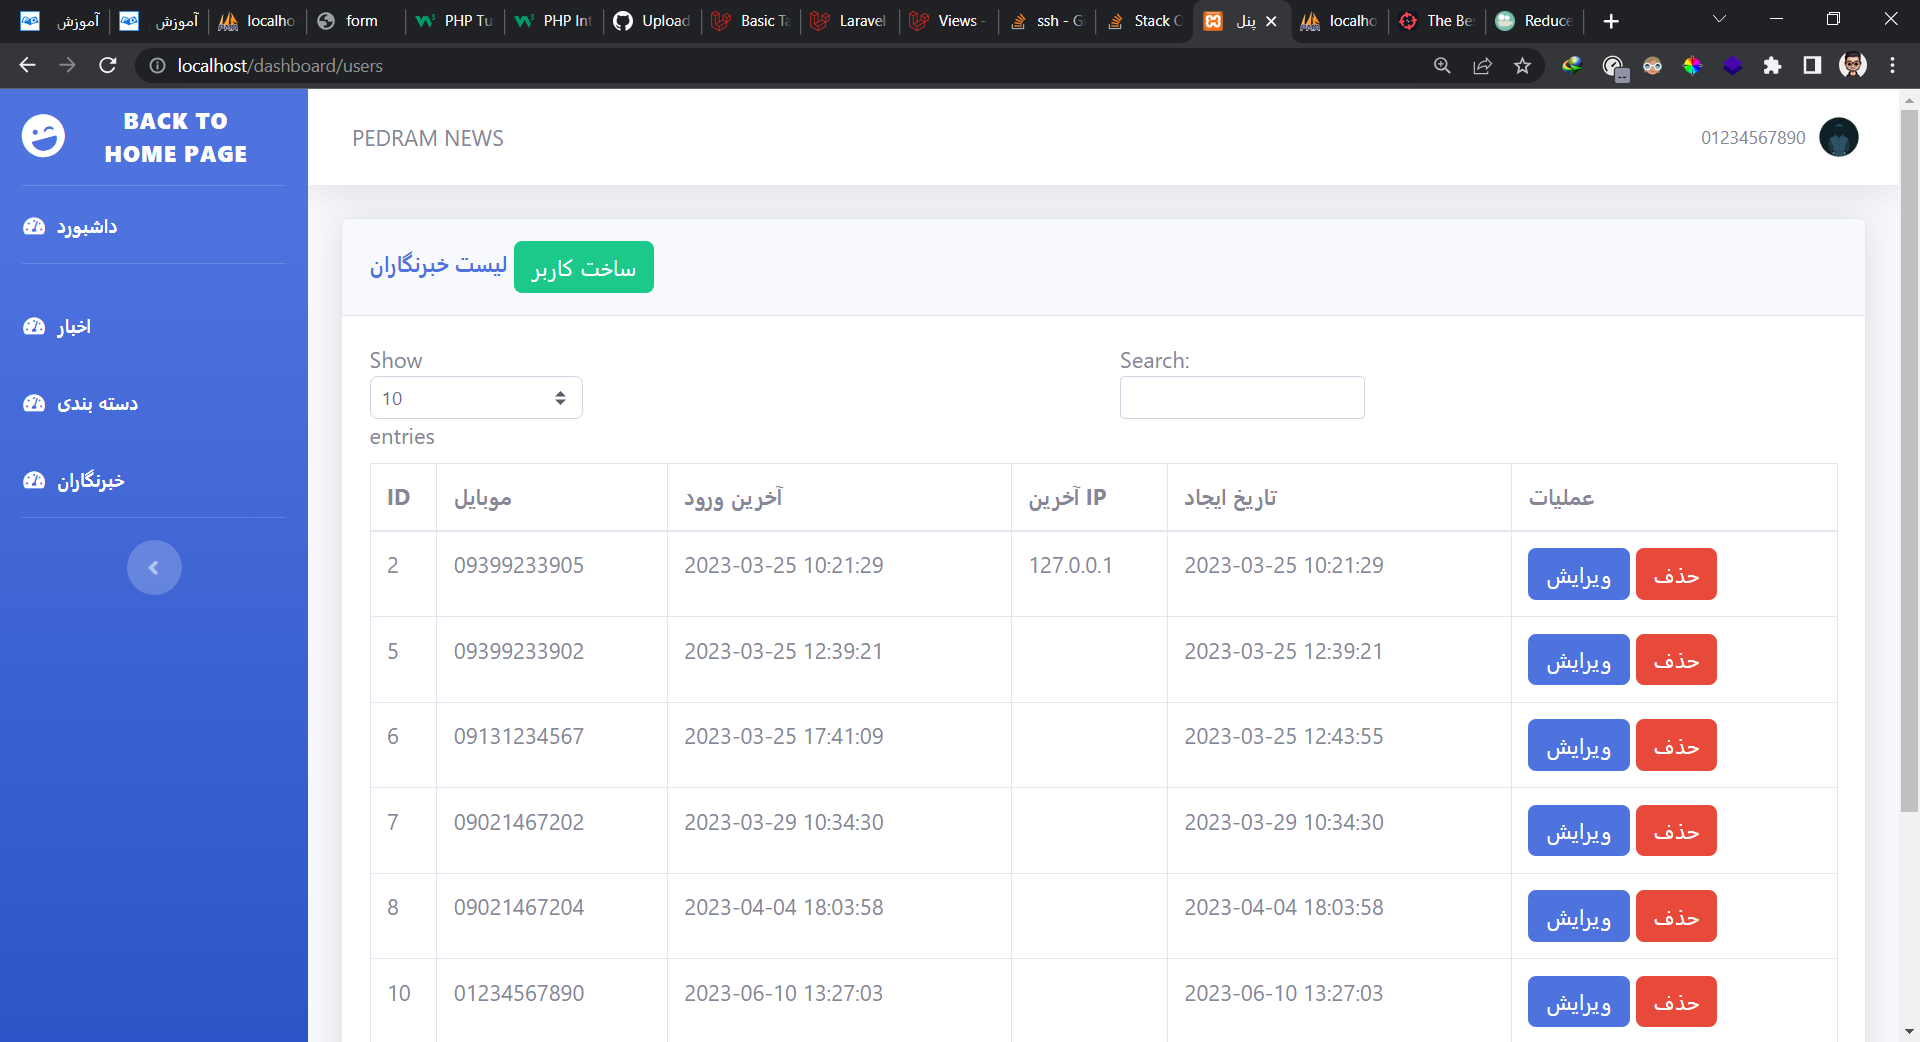 آموزش
آموزش
localho
form
PHP Tu
PHP Int
Upload
Basic Ta
Laravel
Views -
ssh - Gi
Stack O
پنل
localho
The Be
Reduce
localhost/dashboard/users
BACK TO
HOME PAGE
داشبورد
اخبار
دسته بندی
خبرنگاران
PEDRAM NEWS
01234567890
لیست خبرنگاران ساخت کاربر
Show
10
entries
Search:
ID موبایل آخرین ورود آخرین IP تاریخ ایجاد عملیات
2 09399233905 2023-03-25 10:21:29 127.0.0.1 2023-03-25 10:21:29 ویرایش حذف
5 09399233902 2023-03-25 12:39:21 2023-03-25 12:39:21 ویرایش حذف
6 09131234567 2023-03-25 17:41:09 2023-03-25 12:43:55 ویرایش حذف
7 09021467202 2023-03-29 10:34:30 2023-03-29 10:34:30 ویرایش حذف
8 09021467204 2023-04-04 18:03:58 2023-04-04 18:03:58 ویرایش حذف
10 01234567890 2023-06-10 13:27:03 2023-06-10 13:27:03 ویرایش حذف